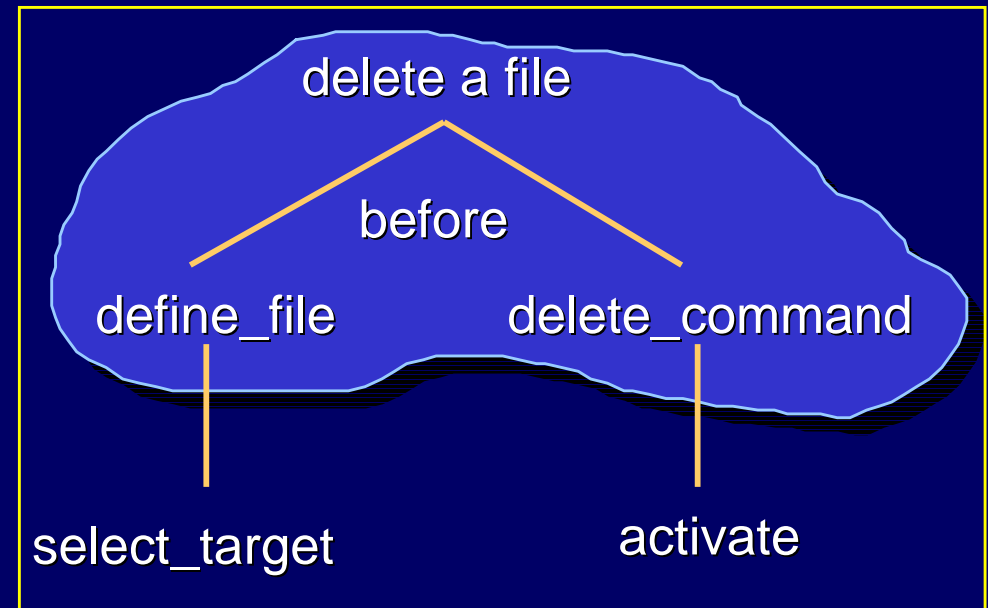 delete a file
before
define_file delete_command
select_target activate